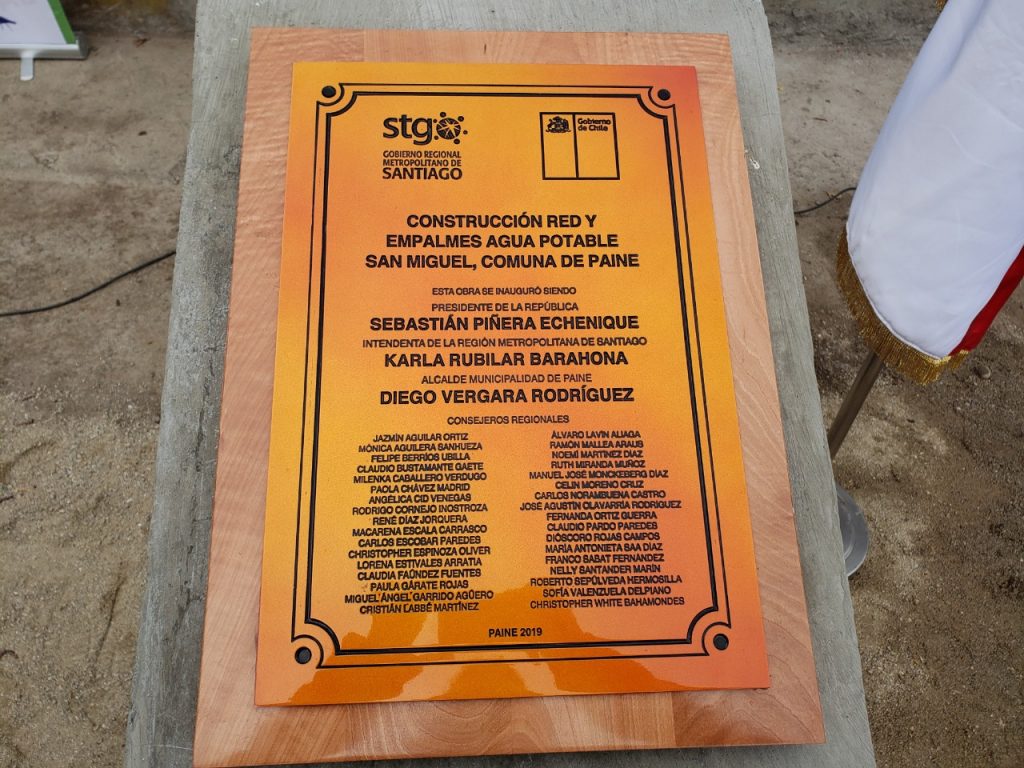 stgo
GOBIERNO REGIONAL
METROPOLITANO DE
SANTIAGO
Gobierno
de Chile
CONSTRUCCIÓN RED Y
EMPALMES AGUA POTABLE
SAN MIGUEL, COMUNA DE PAINE
ESTA OBRA SE INAUGURÓ SIENDO
PRESIDENTE DE LA REPÚBLICA
SEBASTIÁN PIÑERA ECHENIQUE
INTENDENTA DE LA REGIÓN METROPOLITANA DE SANTIAGO
KARLA RUBILAR BARAHONA
ALCALDE MUNICIPALIDAD DE PAINE
DIEGO VERGARA RODRÍGUEZ
CONSEJEROS REGIONALES
JAZMÍN AGUILAR ORTIZ
MÓNICA AGUILERA SANHUEZA
FELIPE BERRÍOS UBILLA
CLAUDIO BUSTAMANTE GAETE
MILENKA CABALLERO VERDUGO
PAOLA CHÁVEZ MADRID
ANGÉLICA CID VENEGAS
RODRIGO CORNEJO INOSTROZA
RENÉ DÍAZ JORQUERA
MACARENA ESCALA CARRASCO
CARLOS ESCOBAR PAREDES
CHRISTOPHER ESPINOZA OLIVER
LORENA ESTIVALES ARRATIA
CLAUDIA FAÚNDEZ FUENTES
PAULA GÁRATE ROJAS
MIGUEL ÁNGEL GARRIDO AGÜERO
CRISTIÁN LABBÉ MARTÍNEZ
ÁLVARO LAVÍN ALIAGA
RAMÓN MALLEA ARAUS
NOEMÍ MARTÍNEZ DÍAZ
RUTH MIRANDA MUÑOZ
MANUEL JOSÉ MONCKEBERG DÍAZ
CELIN MORENO CRUZ
CARLOS NORAMBUENA CASTRO
JOSÉ AGUSTÍN OLAVARRÍA RODRÍGUEZ
FERNANDA ORTIZ GUERRA
CLAUDIO PARDO PAREDES
DIÓSCORO ROJAS CAMPOS
MARÍA ANTONIETA SAA DÍAZ
FRANCO SABAT FERNÁNDEZ
NELLY SANTANDER MARÍN
ROBERTO SEPÚLVEDA HERMOSILLA
SOFÍA VALENZUELA DELPIANO
CHRISTOPHER WHITE BAHAMONDES
PAINE 2019